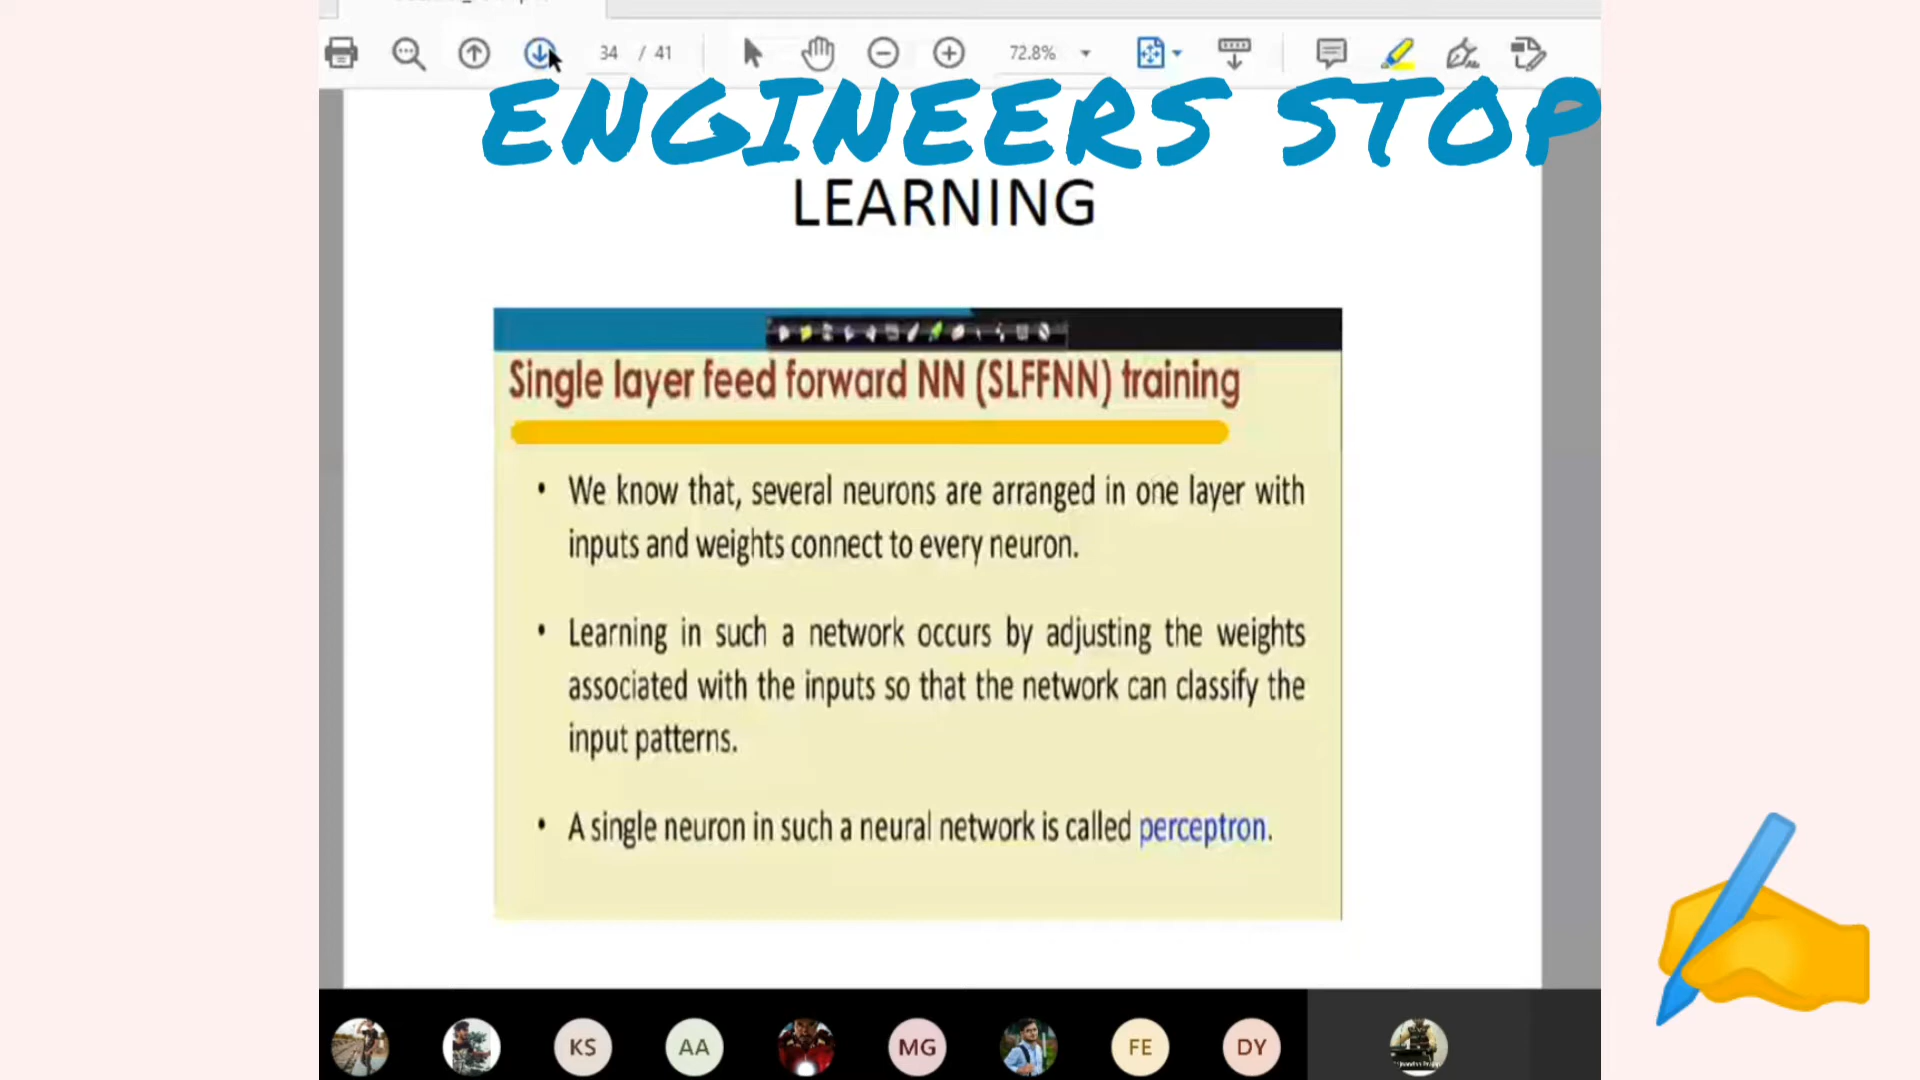 34 / 41
72.8%
ENGINEERS STOP
LEARNING
Single layer feed forward NN (SLFFNN) training
• We know that, several neurons are arranged in one layer with
inputs and weights connect to every neuron.
• Learning in such a network occurs by adjusting the weights
associated with the inputs so that the network can classify the
input patterns.
• A single neuron in such a neural network is called perceptron.
KS
AA
MG
FE
DY